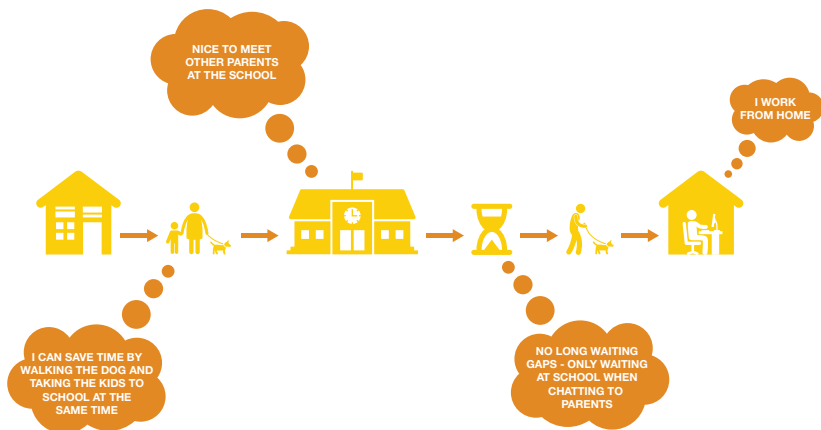 NICE TO MEET
OTHER PARENTS
AT THE SCHOOL
I WORK
FROM HOME
I CAN SAVE TIME BY
WALKING THE DOG AND
TAKING THE KIDS TO
SCHOOL AT THE
SAME TIME
NO LONG WAITING
GAPS - ONLY WAITING
AT SCHOOL WHEN
CHATTING TO
PARENTS